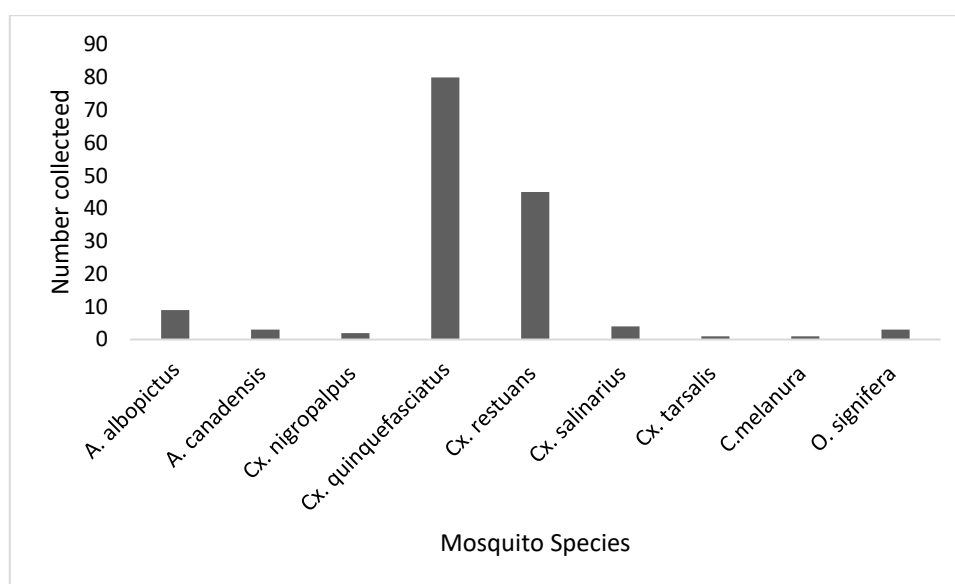 90
80
70
60
50
40
30
20
10
0
Number collecteed
A. albopictus
A. canadensis
Cx. nigropalpus
Cx. quinquefasciatus
Cx. restuans
Cx. salinarius
Cx. tarsalis
C.melanura
O. signifera
Mosquito Species